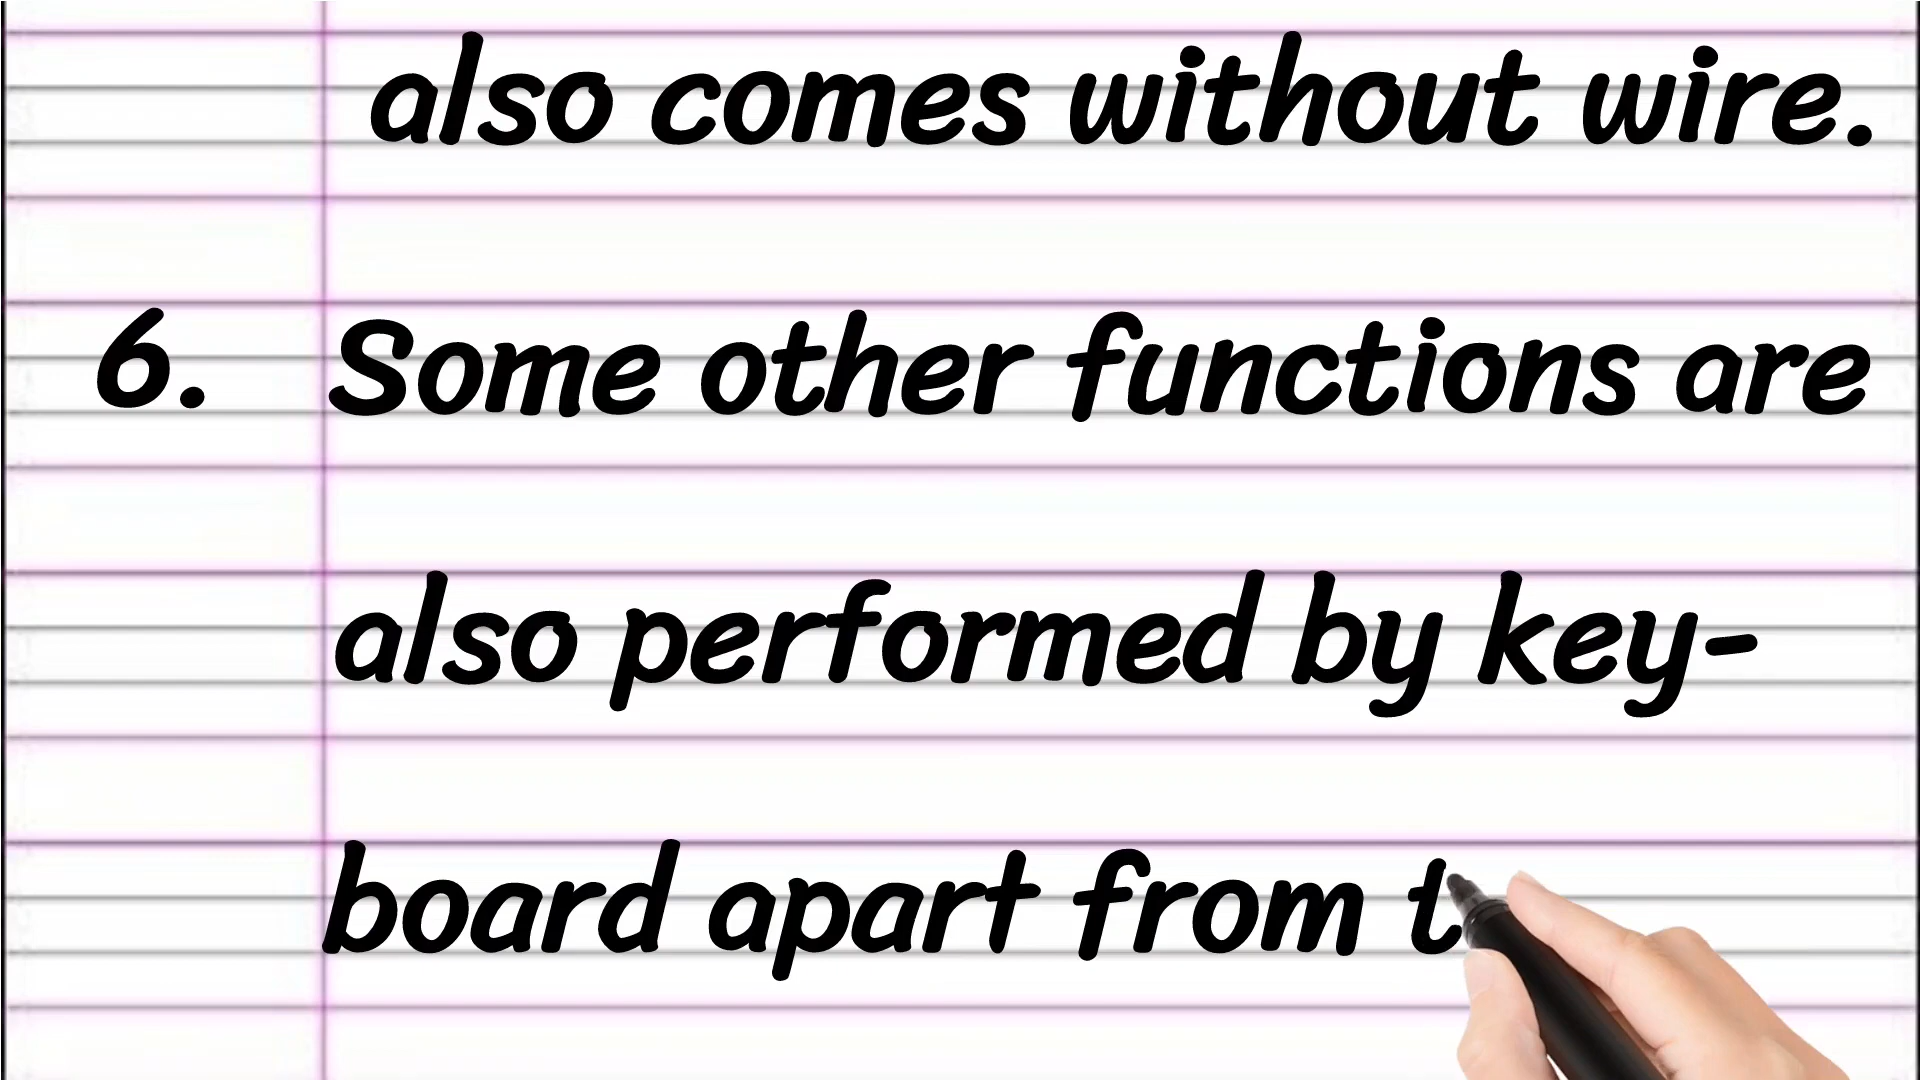 also comes without wire.
6. Some other functions are
also performed by key-
board apart from t